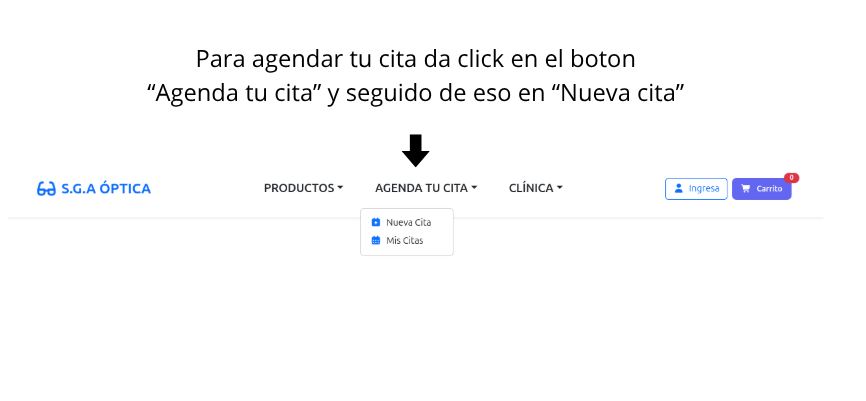 Para agendar tu cita da click en el boton
“Agenda tu cita” y seguido de eso en “Nueva cita”
S.G.A ÓPTICA
PRODUCTOS
AGENDA TU CITA
CLÍNICA
Ingresa
Carrito
0
Nueva Cita
Mis Citas